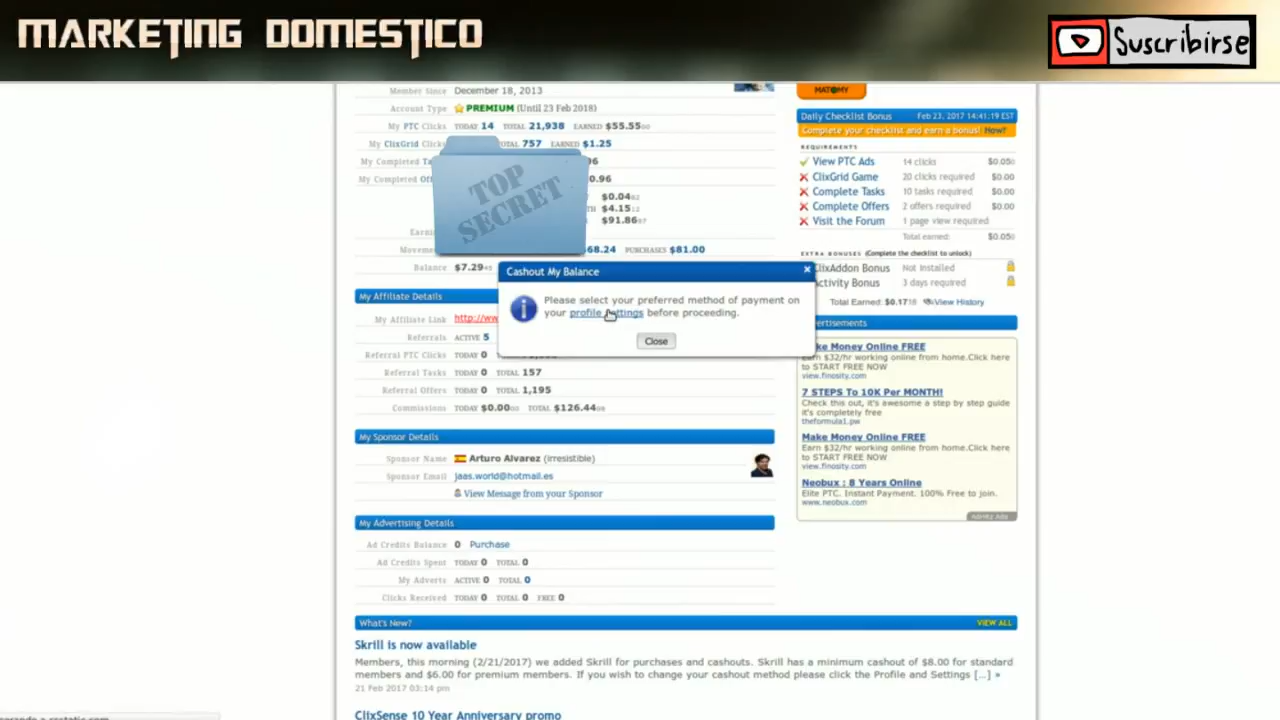 MARKETING DOMESTICO
Suscribirse
Member Since December 18, 2013
Account Type PREMIUM (Until 23 Feb 2018)
My PTC Clicks TODAY 14 TOTAL 21,938 EARNED $55.55
My ClixGrid Clicks TOTAL 757 EARNED $1.25
My Completed
My Completed 0.96
$0.04
$4.15
$91.86
68.24 PURCHASES $81.00
Balance $7.29
TOP SECRET
MATOMY
Daily Checklist Bonus Feb 23, 2017 14:41:19 EST
Complete your checklist and earn a bonus! How?
REQUIREMENTS
View PTC Ads 14 clicks $0.05
ClixGrid Game 20 clicks required $0.00
Complete Tasks 10 tasks required $0.00
Complete Offers 2 offers required $0.00
Visit the Forum 1 page view required
Total earned: $0.05
EXTRA BONUSES (Complete the checklist to unlock)
ClixAddon Bonus Not Installed
Activity Bonus 3 days required
Total Earned: $0.17 View History
Cashout My Balance
Please select your preferred method of payment on
your profile settings before proceeding.
Close
My Affiliate Details
My Affiliate Link http://ww
Referrals ACTIVE 5
Referral PTC Clicks TODAY 0
Referral Tasks TODAY 0 TOTAL 157
Referral Offers TODAY 0 TOTAL 1,195
Commissions TODAY $0.00 TOTAL $126.44
My Sponsor Details
Sponsor Name Arturo Alvarez (irresistible)
Sponsor Email jaas.world@hotmail.es
View Message from your Sponsor
My Advertising Details
Ad Credits Balance 0 Purchase
Ad Credits Spent TODAY 0 TOTAL 0
My Adverts ACTIVE 0 TOTAL 0
Clicks Received TODAY 0 TOTAL 0 FREE 0
ertisements
ke Money Online FREE
Earn $32/hr working online from home.Click here
to START FREE NOW
view.finosity.com
7 STEPS To 10K Per MONTH!
Check this out, it's awesome a step by step guide
it's completely free
theformula1.pw
Make Money Online FREE
Earn $32/hr working online from home.Click here
to START FREE NOW
view.finosity.com
Neobux : 8 Years Online
Elite PTC. Instant Payment. 100% Free to join.
www.neobux.com
What's New? VIEW ALL
Skrill is now available
Members, this morning (2/21/2017) we added Skrill for purchases and cashouts. Skrill has a minimum cashout of $8.00 for standard
members and $6.00 for premium members. If you wish to change your cashout method please click the Profile and Settings [...] »
21 Feb 2017 03:14 pm
ClixSense 10 Year Anniversary promo